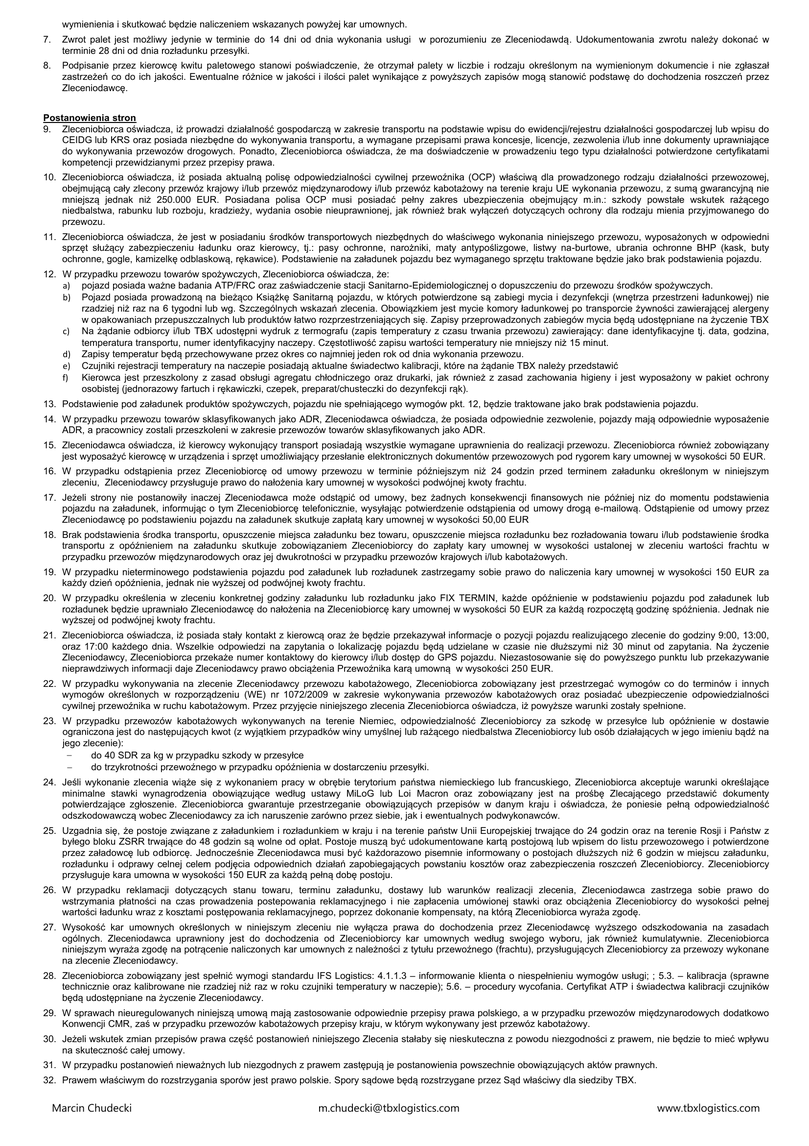 wymienienia i skutkować będzie naliczeniem wskazanych powyżej kar umownych.
7. Zwrot palet jest możliwy jedynie w terminie do 14 dni od dnia wykonania usługi w porozumieniu ze Zleceniodawdą. Udokumentowania zwrotu należy dokonać w
terminie 28 dni od dnia rozładunku przesyłki.
8. Podpisanie przez kierowcę kwitu paletowego stanowi poświadczenie, że otrzymał palety w liczbie i rodzaju określonym na wymienionym dokumencie i nie zgłaszał
zastrzeżeń co do ich jakości. Ewentualne różnice w jakości i ilości palet wynikające z powyższych zapisów mogą stanowić podstawę do dochodzenia roszczeń przez
Zleceniodawcę.
Postanowienia stron
9. Zleceniobiorca oświadcza, iż prowadzi działalność gospodarczą w zakresie transportu na podstawie wpisu do ewidencji/rejestru działalności gospodarczej lub wpisu do
CEIDG lub KRS oraz posiada niezbędne do wykonywania transportu, a wymagane przepisami prawa koncesje, licencje, zezwolenia i/lub inne dokumenty uprawniające
do wykonywania przewozów drogowych. Ponadto, Zleceniobiorca oświadcza, że ma doświadczenie w prowadzeniu tego typu działalności potwierdzone certyfikatami
kompetencji przewidzianymi przez przepisy prawa.
10. Zleceniobiorca oświadcza, iż posiada aktualną polisę odpowiedzialności cywilnej przewoźnika (OCP) właściwą dla prowadzonego rodzaju działalności przewozowej,
obejmującą cały zlecony przewóz krajowy i/lub przewóz międzynarodowy i/lub przewóz kabotażowy na terenie kraju UE wykonania przewozu, z sumą gwarancyjną nie
mniejszą jednak niż 250.000 EUR. Posiadana polisa OCP musi posiadać pełny zakres ubezpieczenia obejmujący m.in.: szkody powstałe wskutek rażącego
niedbalstwa, rabunku lub rozboju, kradzieży, wydania osobie nieuprawnionej, jak również brak wyłączeń dotyczących ochrony dla rodzaju mienia przyjmowanego do
przewozu.
11. Zleceniobiorca oświadcza, że jest w posiadaniu środków transportowych niezbędnych do właściwego wykonania niniejszego przewozu, wyposażonych w odpowiedni
sprzęt służący zabezpieczeniu ładunku oraz kierowcy, tj.: pasy ochronne, narożniki, maty antypoślizgowe, listwy na-burtowe, ubrania ochronne BHP (kask, buty
ochronne, gogle, kamizelkę odblaskową, rękawice). Podstawienie na załadunek pojazdu bez wymaganego sprzętu traktowane będzie jako brak podstawienia pojazdu.
12. W przypadku przewozu towarów spożywczych, Zleceniobiorca oświadcza, że:
a) pojazd posiada ważne badania ATP/FRC oraz zaświadczenie stacji Sanitarno-Epidemiologicznej o dopuszczeniu do przewozu środków spożywczych.
b) Pojazd posiada prowadzoną na bieżąco Książkę Sanitarną pojazdu, w których potwierdzone są zabiegi mycia i dezynfekcji (wnętrza przestrzeni ładunkowej) nie
rzadziej niż raz na 6 tygodni lub wg. Szczególnych wskazań zlecenia. Obowiązkiem jest mycie komory ładunkowej po transporcie żywności zawierającej alergeny
w opakowaniach przepuszczalnych lub produktów łatwo rozprzestrzeniających się. Zapisy przeprowadzonych zabiegów mycia będą udostępniane na życzenie TBX
c) Na żądanie odbiorcy i/lub TBX udostępni wydruk z termografu (zapis temperatury z czasu trwania przewozu) zawierający: dane identyfikacyjne tj. data, godzina,
temperatura transportu, numer identyfikacyjny naczepy. Częstotliwość zapisu wartości temperatury nie mniejszy niż 15 minut.
d) Zapisy temperatur będą przechowywane przez okres co najmniej jeden rok od dnia wykonania przewozu.
e) Czujniki rejestracji temperatury na naczepie posiadają aktualne świadectwo kalibracji, które na żądanie TBX należy przedstawić
f) Kierowca jest przeszkolony z zasad obsługi agregatu chłodniczego oraz drukarki, jak również z zasad zachowania higieny i jest wyposażony w pakiet ochrony
osobistej (jednorazowy fartuch i rękawiczki, czepek, preparat/chusteczki do dezynfekcji rąk).
13. Podstawienie pod załadunek produktów spożywczych, pojazdu nie spełniającego wymogów pkt. 12, będzie traktowane jako brak podstawienia pojazdu.
14. W przypadku przewozu towarów sklasyfikowanych jako ADR, Zleceniodawca oświadcza, że posiada odpowiednie zezwolenie, pojazdy mają odpowiednie wyposażenie
ADR, a pracownicy zostali przeszkoleni w zakresie przewozów towarów sklasyfikowanych jako ADR.
15. Zleceniodawca oświadcza, iż kierowcy wykonujący transport posiadają wszystkie wymagane uprawnienia do realizacji przewozu. Zleceniobiorca również zobowiązany
jest wyposażyć kierowcę w urządzenia i sprzęt umożliwiający przesłanie elektronicznych dokumentów przewozowych pod rygorem kary umownej w wysokości 50 EUR.
16. W przypadku odstąpienia przez Zleceniobiorcę od umowy przewozu w terminie późniejszym niż 24 godzin przed terminem załadunku określonym w niniejszym
zleceniu, Zleceniodawcy przysługuje prawo do nałożenia kary umownej w wysokości podwójnej kwoty frachtu.
17. Jeżeli strony nie postanowiły inaczej Zleceniodawca może odstąpić od umowy, bez żadnych konsekwencji finansowych nie później niz do momentu podstawienia
pojazdu na załadunek, informując o tym Zleceniobiorcę telefonicznie, wysyłając potwierdzenie odstąpienia od umowy drogą e-mailową. Odstąpienie od umowy przez
Zleceniodawcę po podstawieniu pojazdu na załadunek skutkuje zapłatą kary umownej w wysokości 50,00 EUR
18. Brak podstawienia środka transportu, opuszczenie miejsca załadunku bez towaru, opuszczenie miejsca rozładunku bez rozładowania towaru i/lub podstawienie środka
transportu z opóźnieniem na załadunku skutkuje zobowiązaniem Zleceniobiorcy do zapłaty kary umownej w wysokości ustalonej w zleceniu wartości frachtu w
przypadku przewozów międzynarodowych oraz jej dwukrotności w przypadku przewozów krajowych i/lub kabotażowych.
19. W przypadku nieterminowego podstawienia pojazdu pod załadunek lub rozładunek zastrzegamy sobie prawo do naliczenia kary umownej w wysokości 150 EUR za
każdy dzień opóźnienia, jednak nie wyższej od podwójnej kwoty frachtu.
20. W przypadku określenia w zleceniu konkretnej godziny załadunku lub rozładunku jako FIX TERMIN, każde opóźnienie w podstawieniu pojazdu pod załadunek lub
rozładunek będzie uprawniało Zleceniodawcę do nałożenia na Zleceniobiorcę kary umownej w wysokości 50 EUR za każdą rozpoczętą godzinę spóźnienia. Jednak nie
wyższej od podwójnej kwoty frachtu.
21. Zleceniobiorca oświadcza, iż posiada stały kontakt z kierowcą oraz że będzie przekazywał informacje o pozycji pojazdu realizującego zlecenie do godziny 9:00, 13:00,
oraz 17:00 każdego dnia. Wszelkie odpowiedzi na zapytania o lokalizację pojazdu będą udzielane w czasie nie dłuższymi niż 30 minut od zapytania. Na życzenie
Zleceniodawcy, Zleceniobiorca przekaże numer kontaktowy do kierowcy i/lub dostęp do GPS pojazdu. Niezastosowanie się do powyższego punktu lub przekazywanie
nieprawdziwych informacji daje Zleceniodawcy prawo obciążenia Przewoźnika karą umowną w wysokości 250 EUR.
22. W przypadku wykonywania na zlecenie Zleceniodawcy przewozu kabotażowego, Zleceniobiorca zobowiązany jest przestrzegać wymogów co do terminów i innych
wymogów określonych w rozporządzeniu (WE) nr 1072/2009 w zakresie wykonywania przewozów kabotażowych oraz posiadać ubezpieczenie odpowiedzialności
cywilnej przewoźnika w ruchu kabotażowym. Przez przyjęcie niniejszego zlecenia Zleceniobiorca oświadcza, iż powyższe warunki zostały spełnione.
23. W przypadku przewozów kabotażowych wykonywanych na terenie Niemiec, odpowiedzialność Zleceniobiorcy za szkodę w przesyłce lub opóźnienie w dostawie
ograniczona jest do następujących kwot (z wyjątkiem przypadków winy umyślnej lub rażącego niedbalstwa Zleceniobiorcy lub osób działających w jego imieniu bądź na
jego zlecenie):
– do 40 SDR za kg w przypadku szkody w przesyłce
– do trzykrotności przewoźnego w przypadku opóźnienia w dostarczeniu przesyłki.
24. Jeśli wykonanie zlecenia wiąże się z wykonaniem pracy w obrębie terytorium państwa niemieckiego lub francuskiego, Zleceniobiorca akceptuje warunki określające
minimalne stawki wynagrodzenia obowiązujące według ustawy MiLoG lub Loi Macron oraz zobowiązany jest na prośbę Zlecającego przedstawić dokumenty
potwierdzające zgłoszenie. Zleceniobiorca gwarantuje przestrzeganie obowiązujących przepisów w danym kraju i oświadcza, że poniesie pełną odpowiedzialność
odszkodowawczą wobec Zleceniodawcy za ich naruszenie zarówno przez siebie, jak i ewentualnych podwykonawców.
25. Uzgadnia się, że postoje związane z załadunkiem i rozładunkiem w kraju i na terenie państw Unii Europejskiej trwające do 24 godzin oraz na terenie Rosji i Państw z
byłego bloku ZSRR trwające do 48 godzin są wolne od opłat. Postoje muszą być udokumentowane kartą postojową lub wpisem do listu przewozowego i potwierdzone
przez załadowcę lub odbiorcę. Jednocześnie Zleceniodawca musi być każdorazowo pisemnie informowany o postojach dłuższych niż 6 godzin w miejscu załadunku,
rozładunku i odprawy celnej celem podjęcia odpowiednich działań zapobiegających powstaniu kosztów oraz zabezpieczenia roszczeń Zleceniobiorcy. Zleceniobiorcy
przysługuje kara umowna w wysokości 150 EUR za każdą pełną dobę postoju.
26. W przypadku reklamacji dotyczących stanu towaru, terminu załadunku, dostawy lub warunków realizacji zlecenia, Zleceniodawca zastrzega sobie prawo do
wstrzymania płatności na czas prowadzenia postepowania reklamacyjnego i nie zapłacenia umówionej stawki oraz obciążenia Zleceniobiorcy do wysokości pełnej
wartości ładunku wraz z kosztami postępowania reklamacyjnego, poprzez dokonanie kompensaty, na którą Zleceniobiorca wyraża zgodę.
27. Wysokość kar umownych określonych w niniejszym zleceniu nie wyłącza prawa do dochodzenia przez Zleceniodawcę wyższego odszkodowania na zasadach
ogólnych. Zleceniodawca uprawniony jest do dochodzenia od Zleceniobiorcy kar umownych według swojego wyboru, jak również kumulatywnie. Zleceniobiorca
niniejszym wyraża zgodę na potrącenie naliczonych kar umownych z należności z tytułu przewoźnego (frachtu), przysługujących Zleceniobiorcy za przewozy wykonane
na zlecenie Zleceniodawcy.
28. Zleceniobiorca zobowiązany jest spełnić wymogi standardu IFS Logistics: 4.1.1.3 – informowanie klienta o niespełnieniu wymogów usługi; ; 5.3. – kalibracja (sprawne
technicznie oraz kalibrowane nie rzadziej niż raz w roku czujniki temperatury w naczepie); 5.6. – procedury wycofania. Certyfikat ATP i świadectwa kalibracji czujników
będą udostępniane na życzenie Zleceniodawcy.
29. W sprawach nieuregulowanych niniejszą umową mają zastosowanie odpowiednie przepisy prawa polskiego, a w przypadku przewozów międzynarodowych dodatkowo
Konwencji CMR, zaś w przypadku przewozów kabotażowych przepisy kraju, w którym wykonywany jest przewóz kabotażowy.
30. Jeżeli wskutek zmian przepisów prawa część postanowień niniejszego Zlecenia stałaby się nieskuteczna z powodu niezgodności z prawem, nie będzie to mieć wpływu
na skuteczność całej umowy.
31. W przypadku postanowień nieważnych lub niezgodnych z prawem zastępują je postanowienia powszechnie obowiązujących aktów prawnych.
32. Prawem właściwym do rozstrzygania sporów jest prawo polskie. Spory sądowe będą rozstrzygane przez Sąd właściwy dla siedziby TBX.
Marcin Chudecki m.chudecki@tbxlogistics.com www.tbxlogistics.com